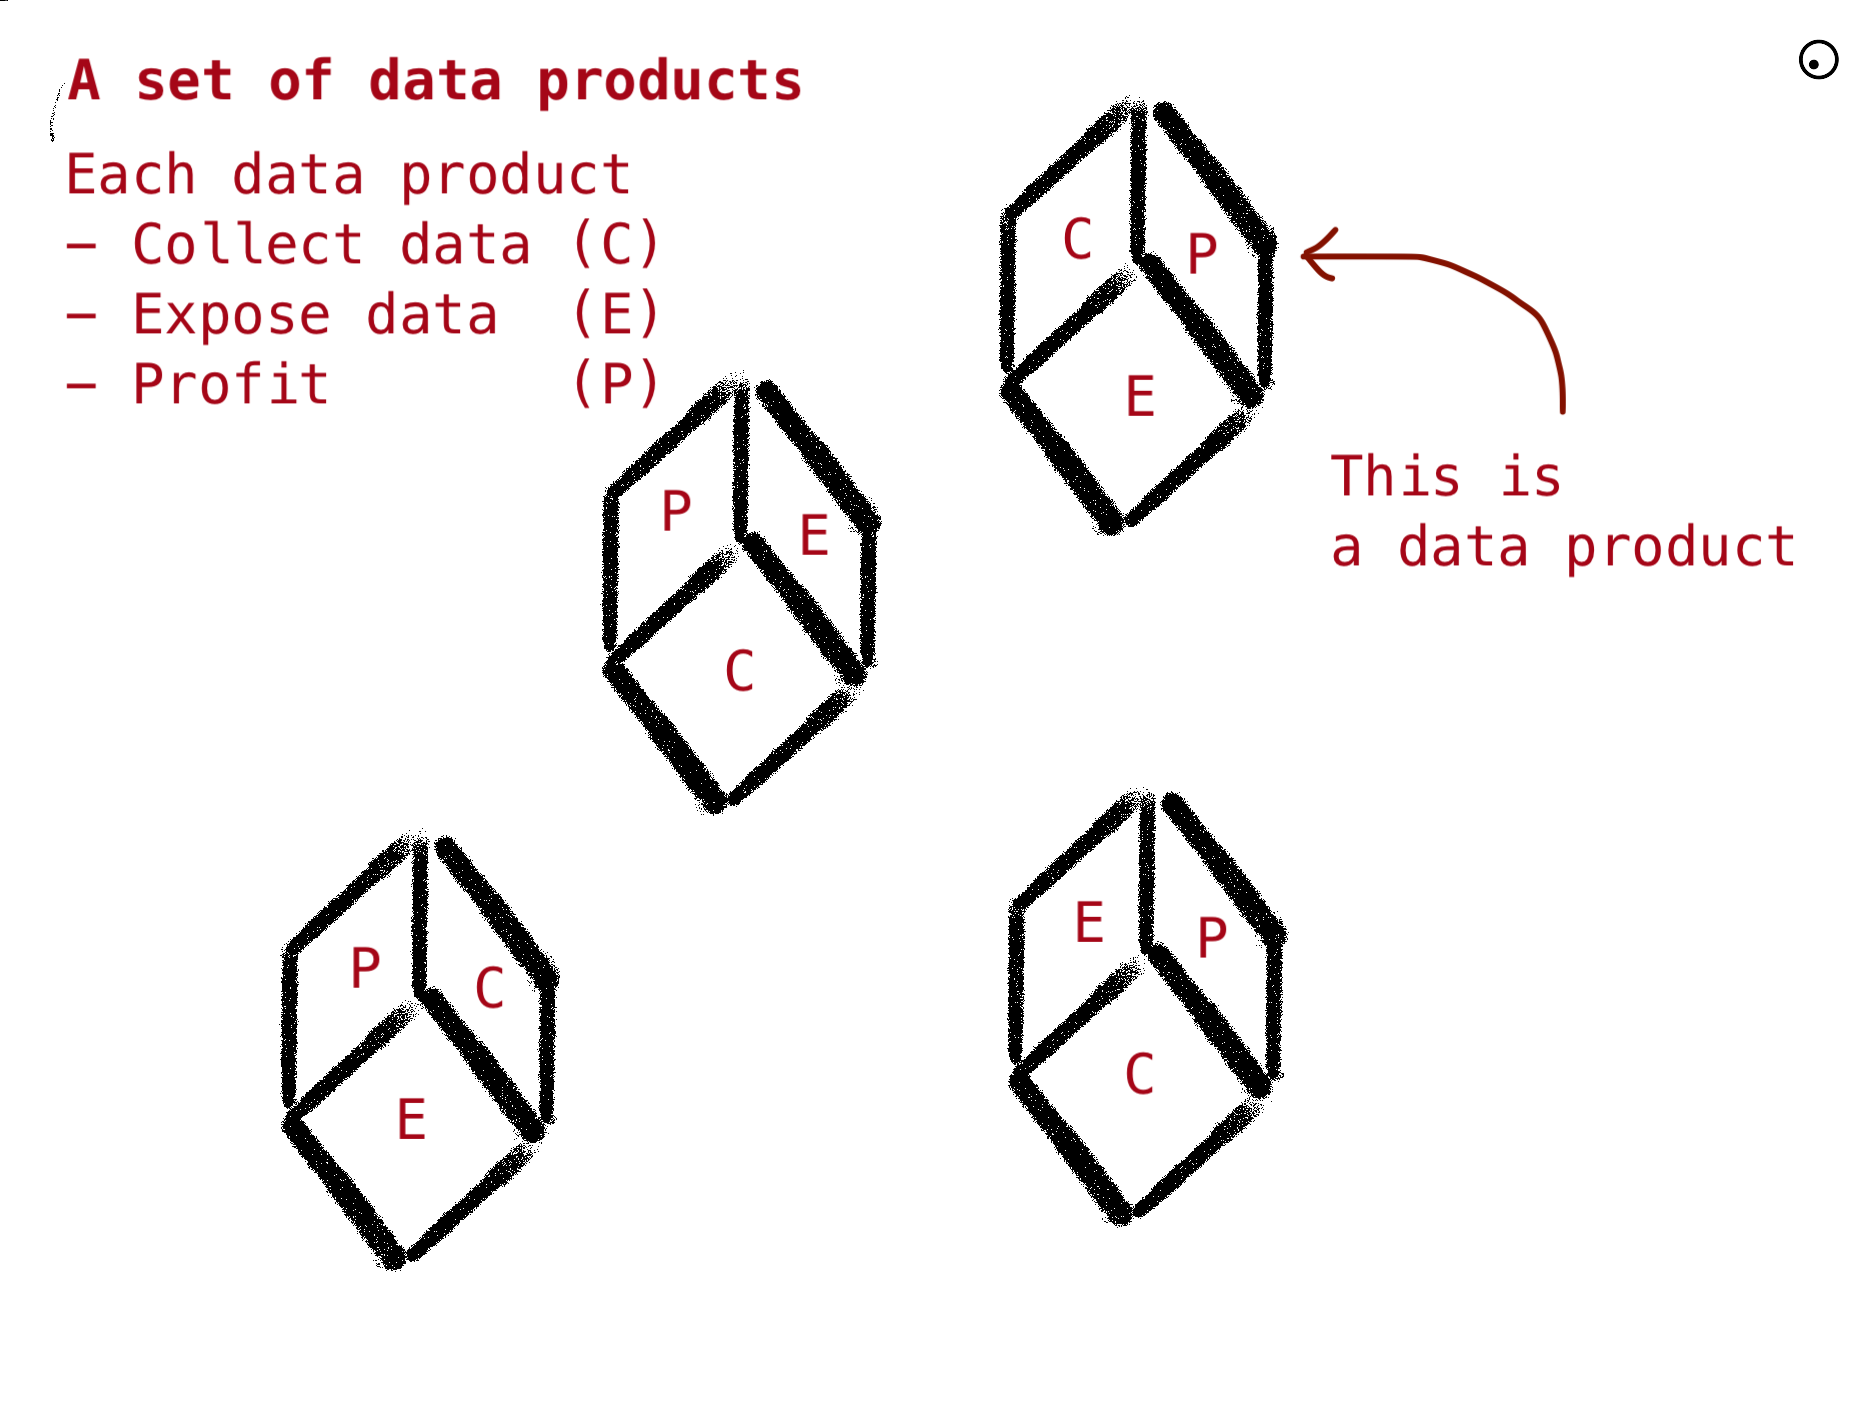 A set of data products
Each data product
– Collect data (C)
– Expose data (E)
– Profit (P)
C
P
E
This is
a data product
P
E
C
P
C
E
E
P
C